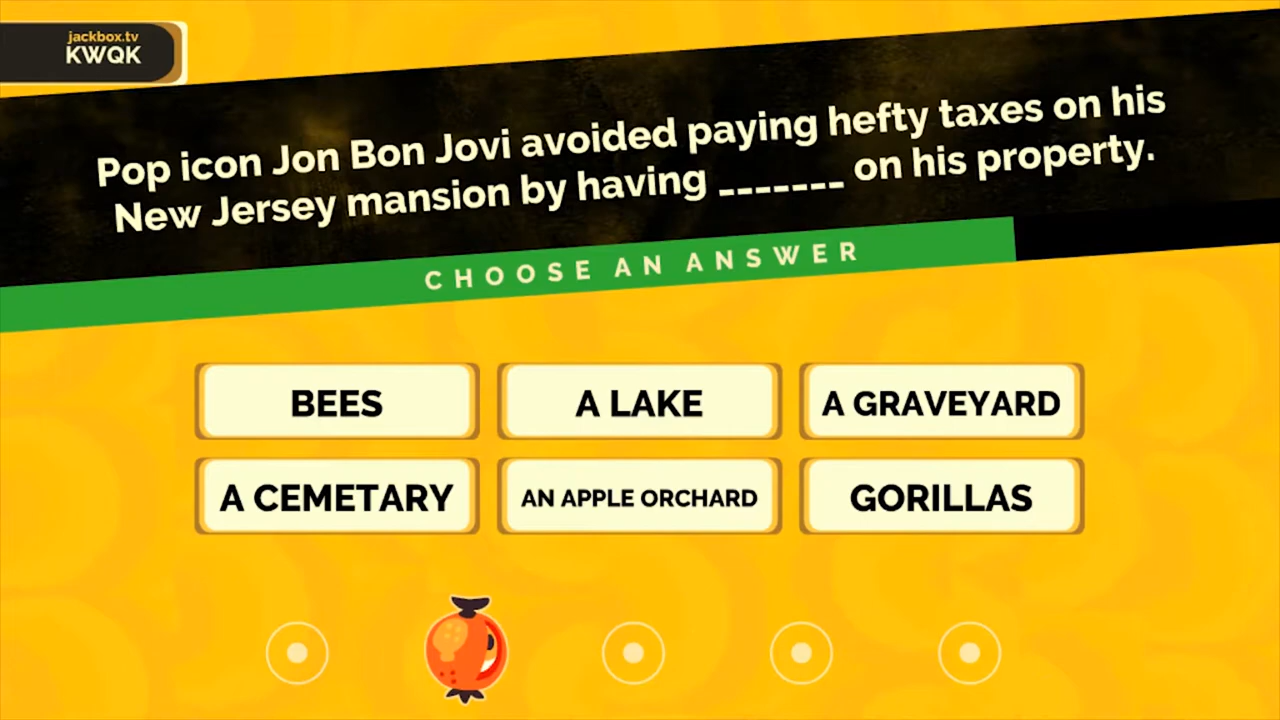 jackbox.tv
KWQK
Pop icon Jon Bon Jovi avoided paying hefty taxes on his
New Jersey mansion by having _______ on his property.
CHOOSE AN ANSWER
BEES
A LAKE
A GRAVEYARD
A CEMETARY
AN APPLE ORCHARD
GORILLAS